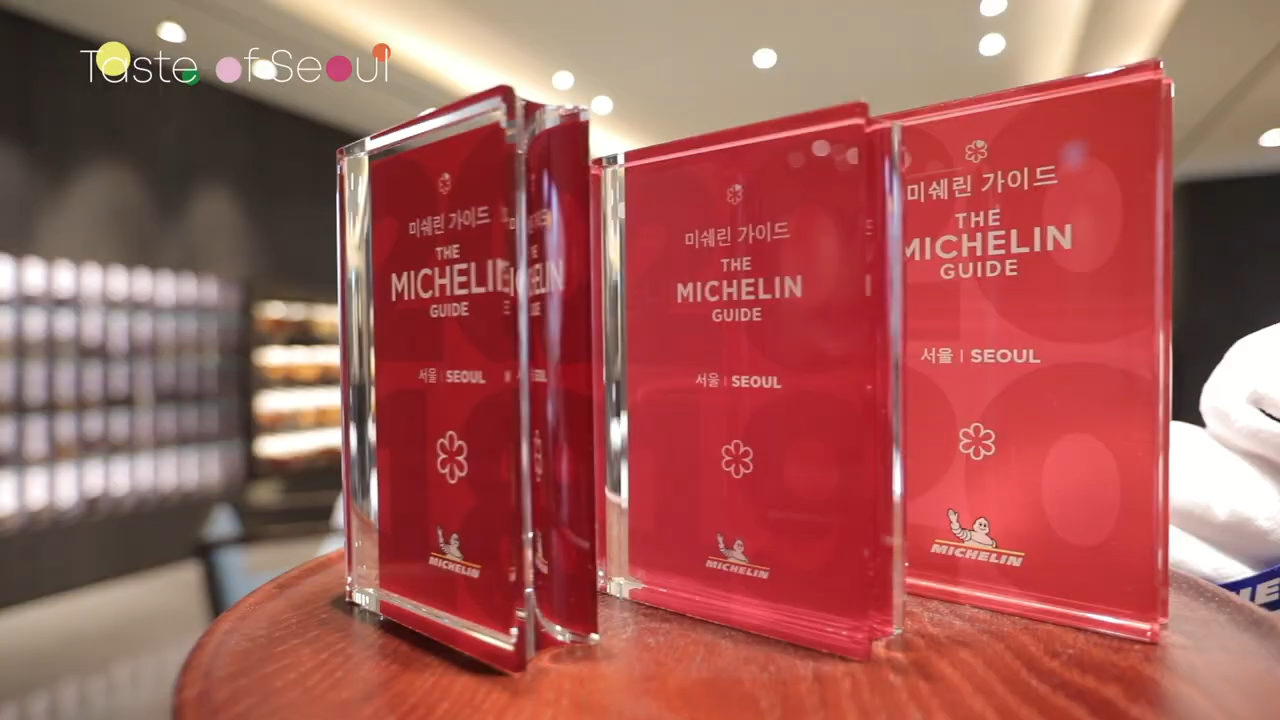 Taste of Seoul
미쉐린 가이드
THE
MICHELIN
GUIDE
서울 | SEOUL
MICHELIN
미쉐린 가이드
THE
MICHELIN
GUIDE
서울 | SEOUL
MICHELIN
미쉐린 가이드
THE
MICHELIN
GUIDE
서울 | SEOUL
MICHELIN